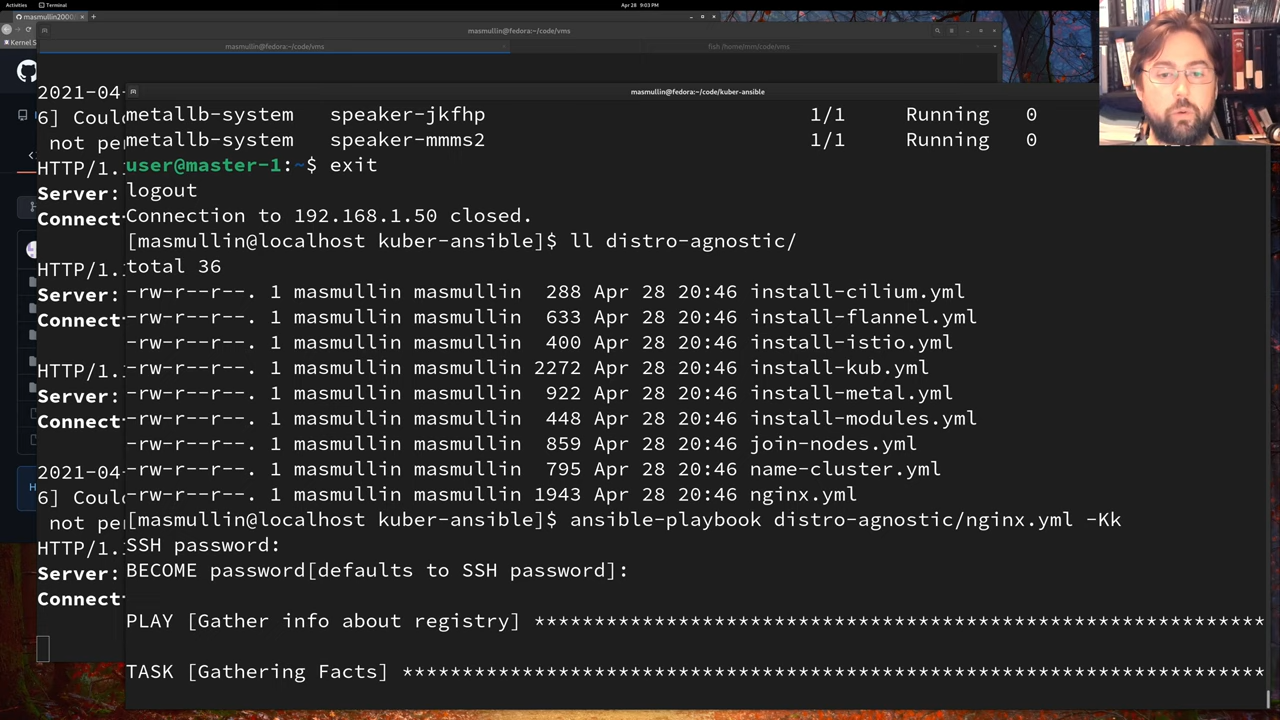 Activities Terminal Apr 28 9:03 PM
masmullin2000
masmullin@fedora:~/code/vms
Kernel S
masmullin@fedora:~/code/vms fish /home/mm/code/vms
masmullin@fedora:~/code/kuber-ansible
2021-04
6] Coul
not pe
HTTP/1.
Server:
Connect
HTTP/1.
Server:
Connect
HTTP/1.
Server:
Connect
2021-04
6] Coul
not pe
HTTP/1.
Server:
Connect
metallb-system speaker-jkfhp 1/1 Running 0
metallb-system speaker-mmms2 1/1 Running 0
user@master-1:~$ exit
logout
Connection to 192.168.1.50 closed.
[masmullin@localhost kuber-ansible]$ ll distro-agnostic/
total 36
-rw-r--r--. 1 masmullin masmullin 288 Apr 28 20:46 install-cilium.yml
-rw-r--r--. 1 masmullin masmullin 633 Apr 28 20:46 install-flannel.yml
-rw-r--r--. 1 masmullin masmullin 400 Apr 28 20:46 install-istio.yml
-rw-r--r--. 1 masmullin masmullin 2272 Apr 28 20:46 install-kub.yml
-rw-r--r--. 1 masmullin masmullin 922 Apr 28 20:46 install-metal.yml
-rw-r--r--. 1 masmullin masmullin 448 Apr 28 20:46 install-modules.yml
-rw-r--r--. 1 masmullin masmullin 859 Apr 28 20:46 join-nodes.yml
-rw-r--r--. 1 masmullin masmullin 795 Apr 28 20:46 name-cluster.yml
-rw-r--r--. 1 masmullin masmullin 1943 Apr 28 20:46 nginx.yml
[masmullin@localhost kuber-ansible]$ ansible-playbook distro-agnostic/nginx.yml -Kk
SSH password:
BECOME password[defaults to SSH password]:
PLAY [Gather info about registry] *************************************************************
TASK [Gathering Facts] ************************************************************************